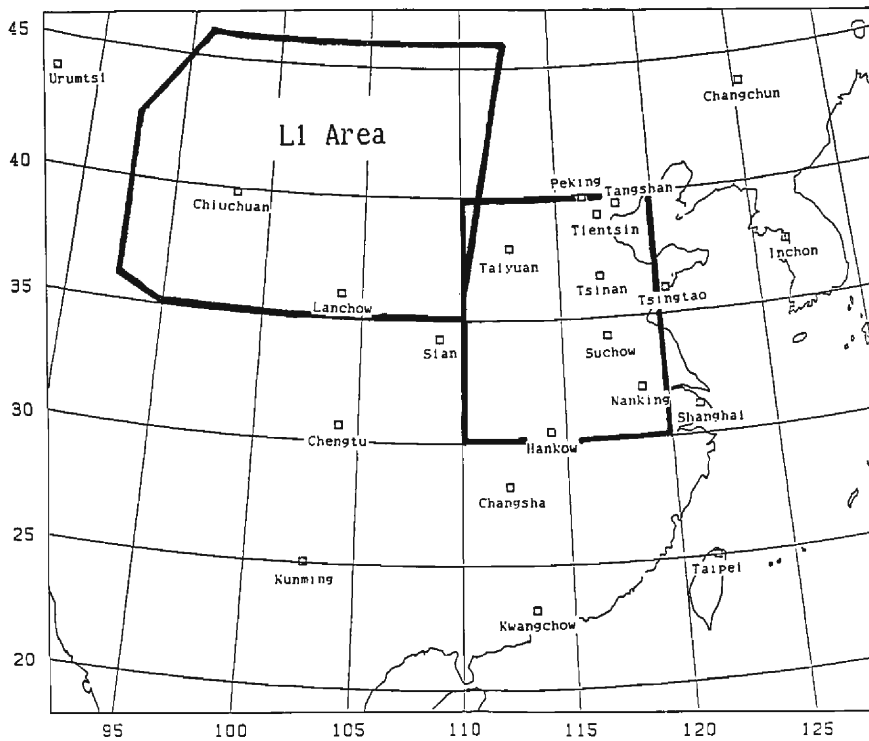 45
Urumtsi
Changchun
L1 Area
40
Peking
Tangshan
Chiuchuan
Tientsin
Inchon
Taiyuan
Tsinan
35
Tsingtao
Lanchow
Sian
Suchow
30
Nanking
Shanghai
Chengtu
Hankow
Changsha
25
Kunming
Taipei
Kwangchow
20
95 100 105 110 115 120 125